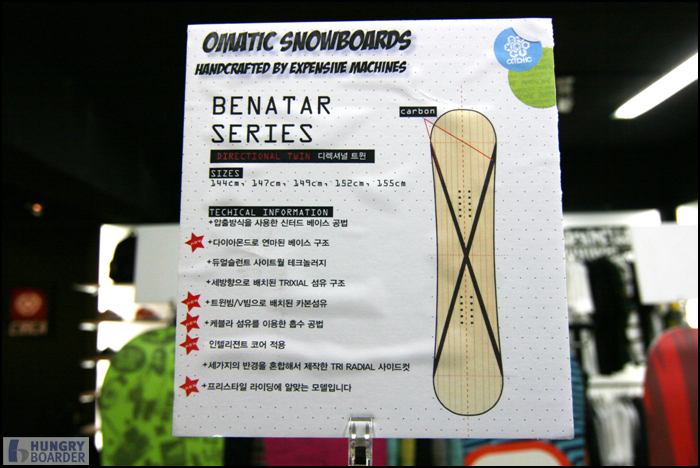 OMATIC SNOWBOARDS
HANDCRAFTED BY EXPENSIVE MACHINES
OMATIC
BENATAR
SERIES
carbon
DIRECTIONAL TWIN 디렉셔널 트윈
SIZES
144cm, 147cm, 149cm, 152cm, 155cm
TECHICAL INFORMATION
+압출방식을 사용한 신터드 베이스 공법
+다이아몬드로 연마된 베이스 구조
+듀얼슬런트 사이트월 테크놀러지
+세방향으로 배치된 TRIXIAL 섬유 구조
+트윈빔/V빔으로 배치된 카본섬유
+케블라 섬유를 이용한 흡수 공법
인텔리젼트 코어 적용
+세가지의 반경을 혼합해서 제작한 TRI RADIAL 사이드컷
+프리스타일 라이딩에 알맞는 모델입니다
HUNGRY
BOARDER